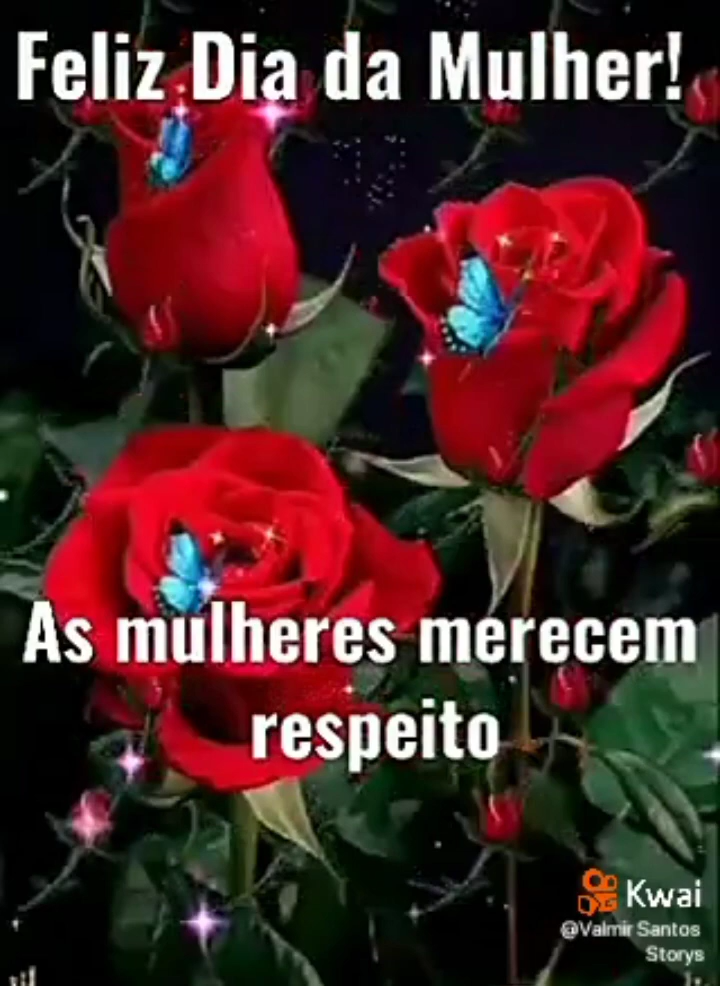 Feliz Dia da Mulher!
As mulheres merecem
respeito
Kwai
@Valmir Santos
Storys